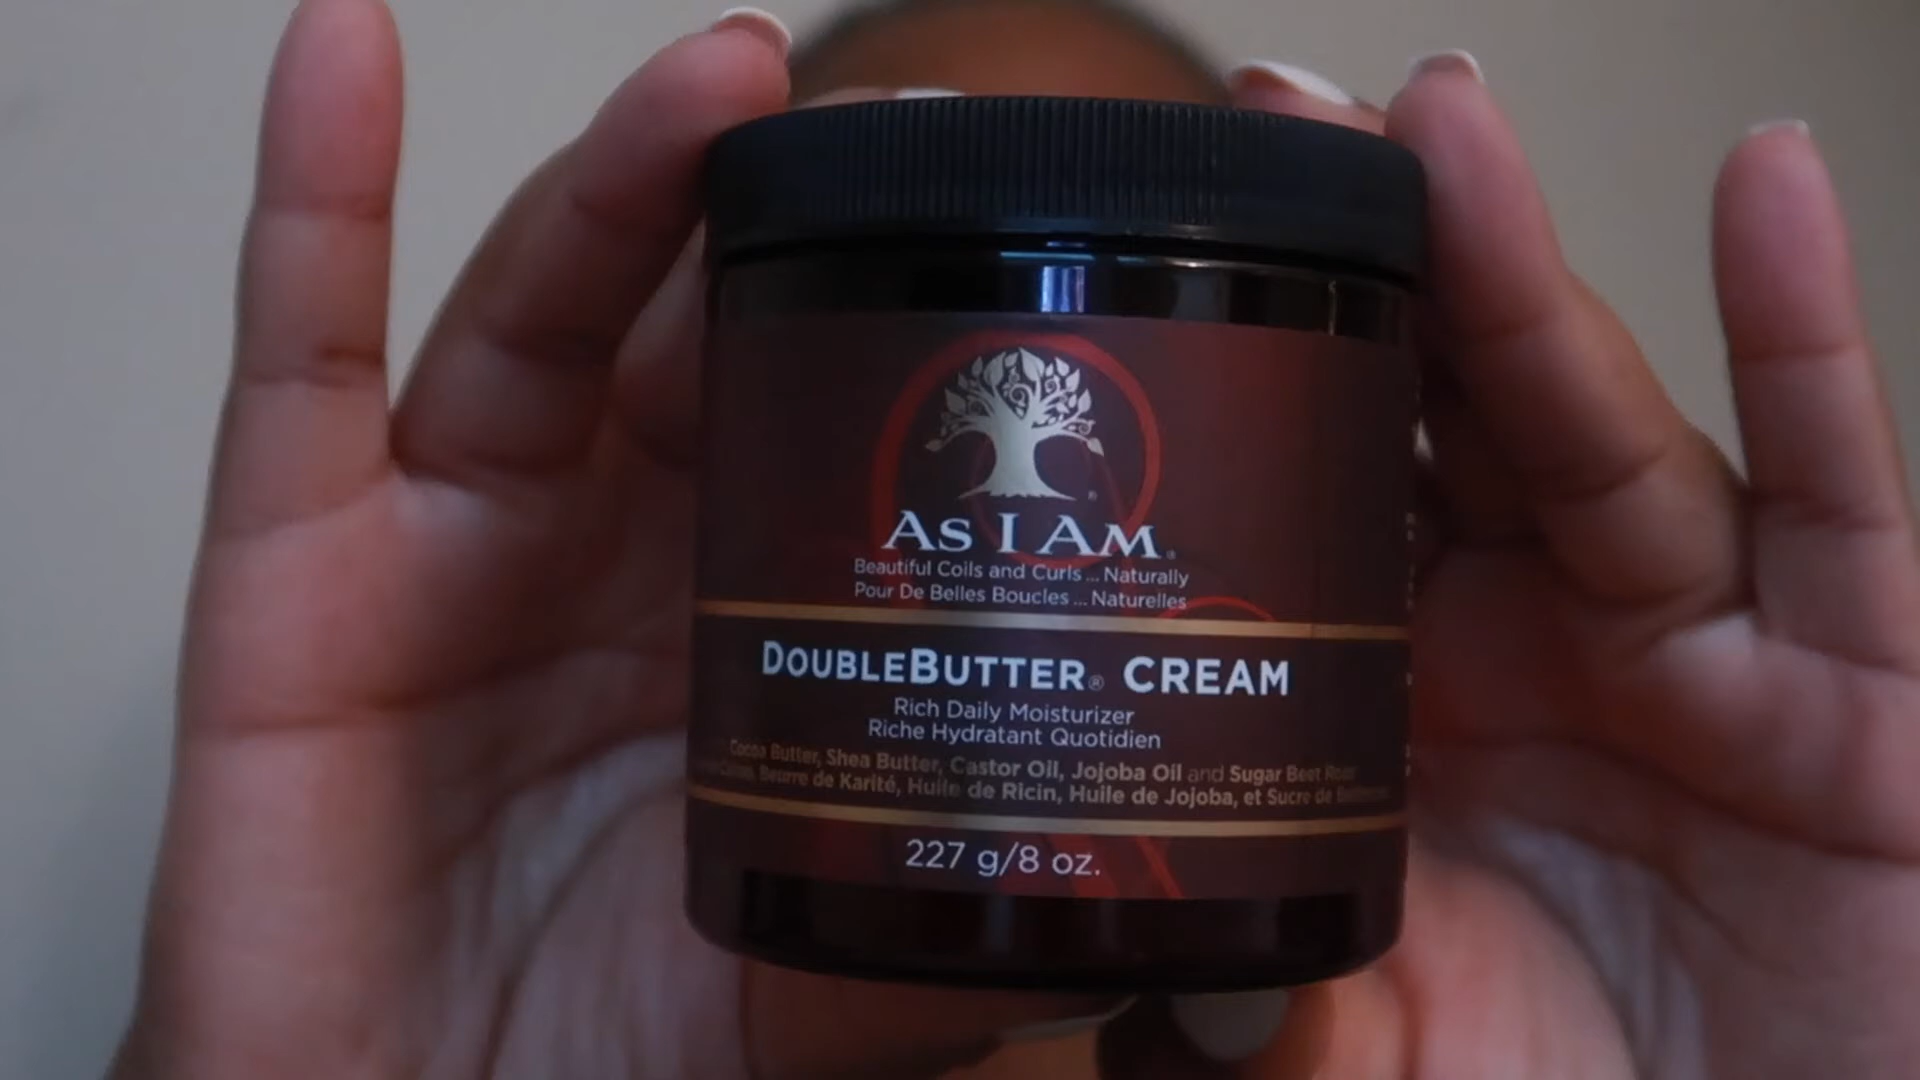 As I Am®
Beautiful Coils and Curls... Naturally
Pour De Belles Boucles... Naturelles
DoubleButter® CREAM
Rich Daily Moisturizer
Riche Hydratant Quotidien
Cocoa Butter, Shea Butter, Castor Oil, Jojoba Oil and Sugar Beet Root
Beurre de Karité, Huile de Ricin, Huile de Jojoba, et Sucre de
227 g/8 oz.